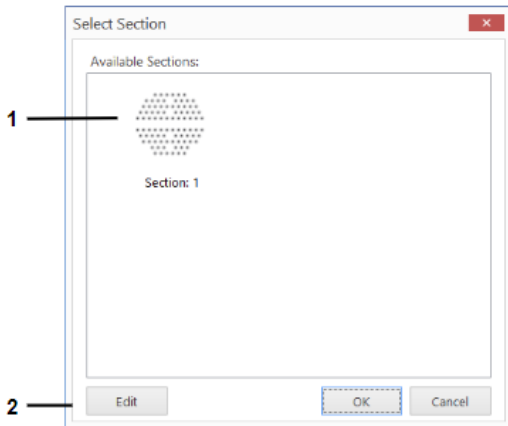 Select Section
Available Sections:
1
Section: 1
2
Edit OK Cancel